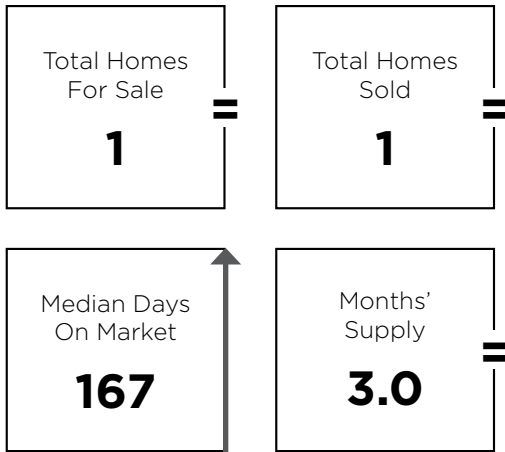 Total Homes
For Sale
1
=
Total Homes
Sold
1
=
Median Days
On Market
167
Months’
Supply
3.0
=